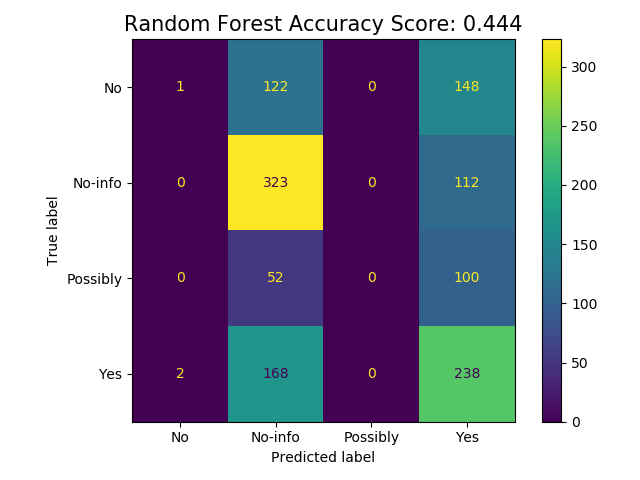 Random Forest Accuracy Score: 0.444
No 1 122 0 148
No-info 0 323 0 112
Possibly 0 52 0 100
Yes 2 168 0 238
No No-info Possibly Yes
Predicted label
True label
300
250
200
150
100
50
0